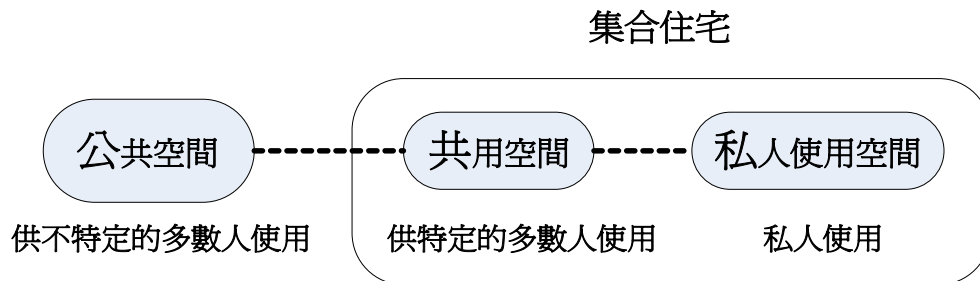 集合住宅
公共空間
共用空間
私人使用空間
供不特定的多數人使用
供特定的多數人使用
私人使用